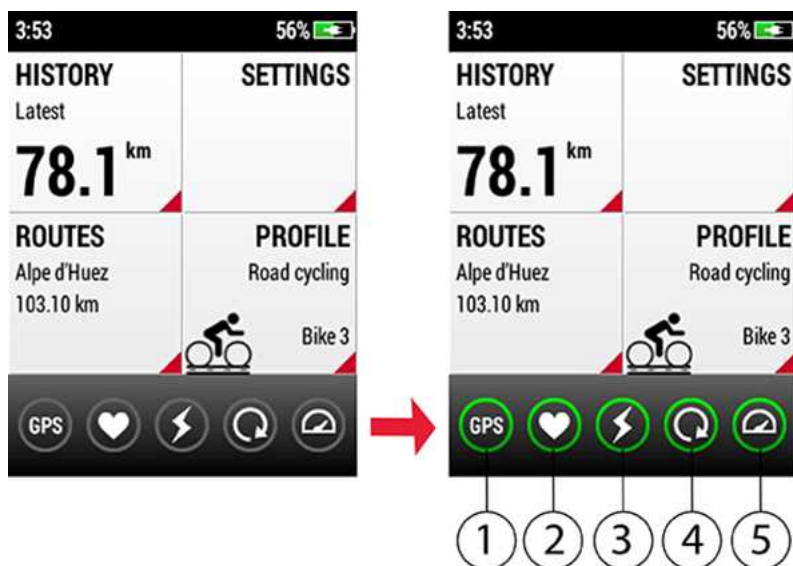 3:53 56%
HISTORY SETTINGS
Latest
78.1 km
ROUTES PROFILE
Alpe d'Huez Road cycling
103.10 km
Bike 3
GPS
3:53 56%
HISTORY SETTINGS
Latest
78.1 km
ROUTES PROFILE
Alpe d'Huez Road cycling
103.10 km
Bike 3
GPS
1 2 3 4 5